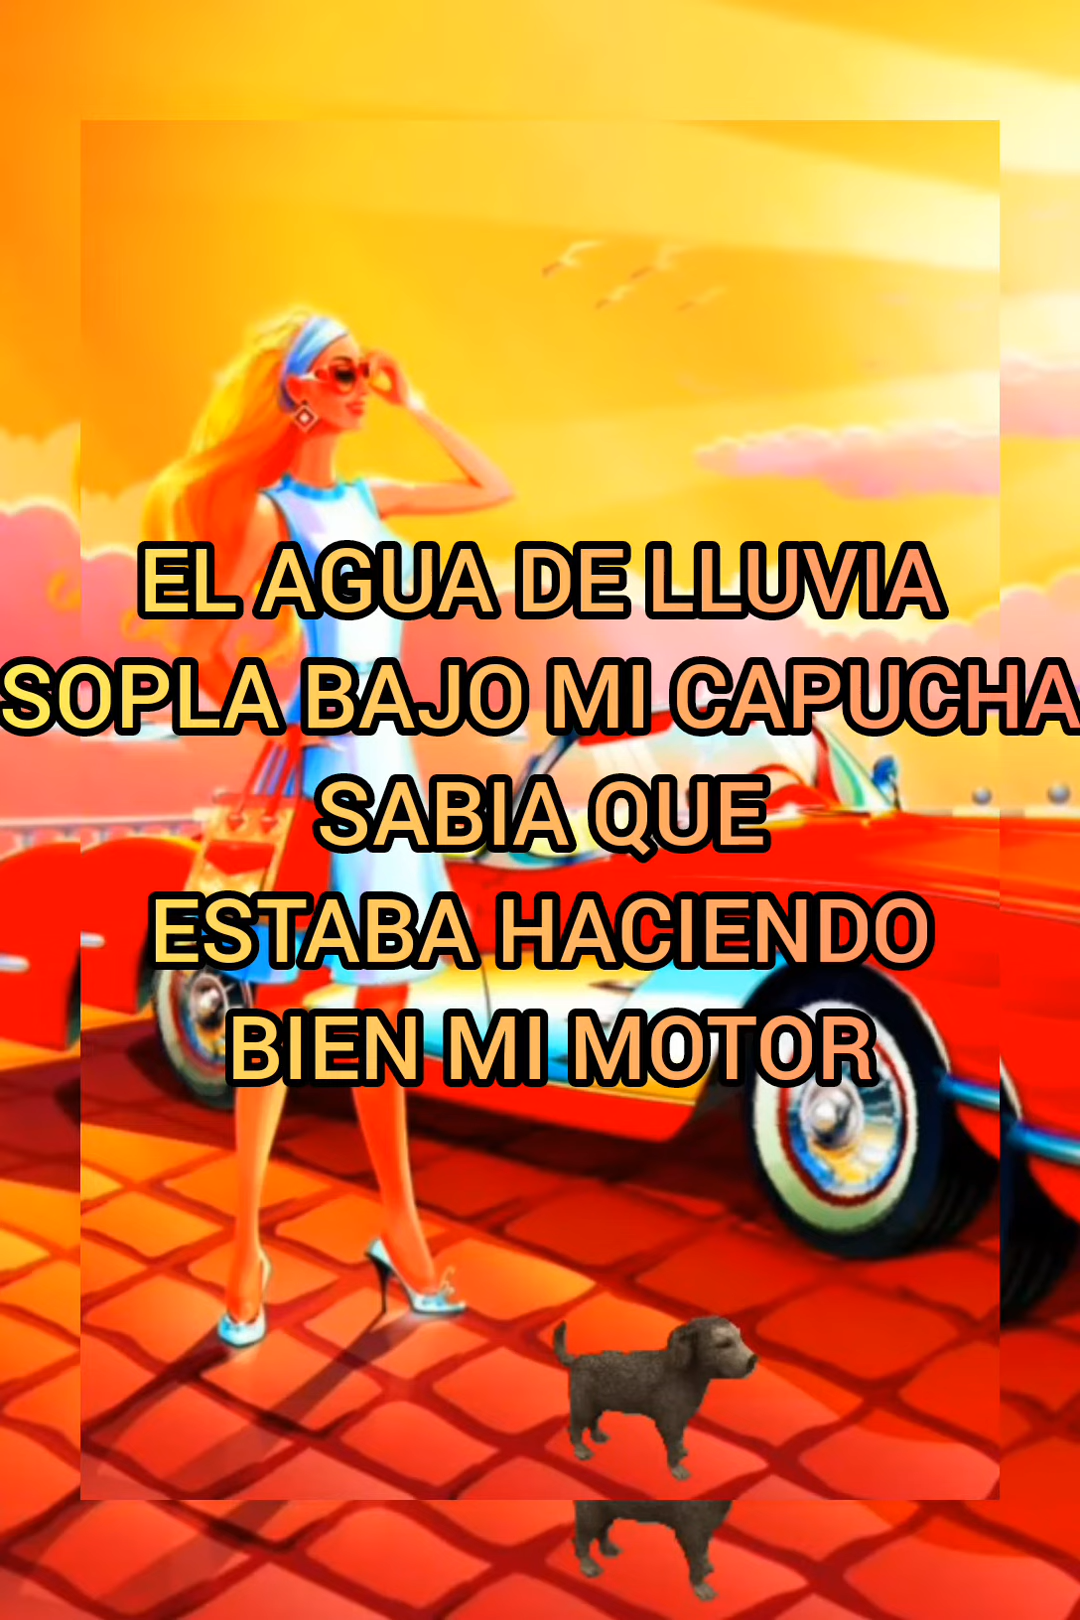 EL AGUA DE LLUVIA
SOPLA BAJO MI CAPUCHA
SABIA QUE
ESTABA HACIENDO
BIEN MI MOTOR